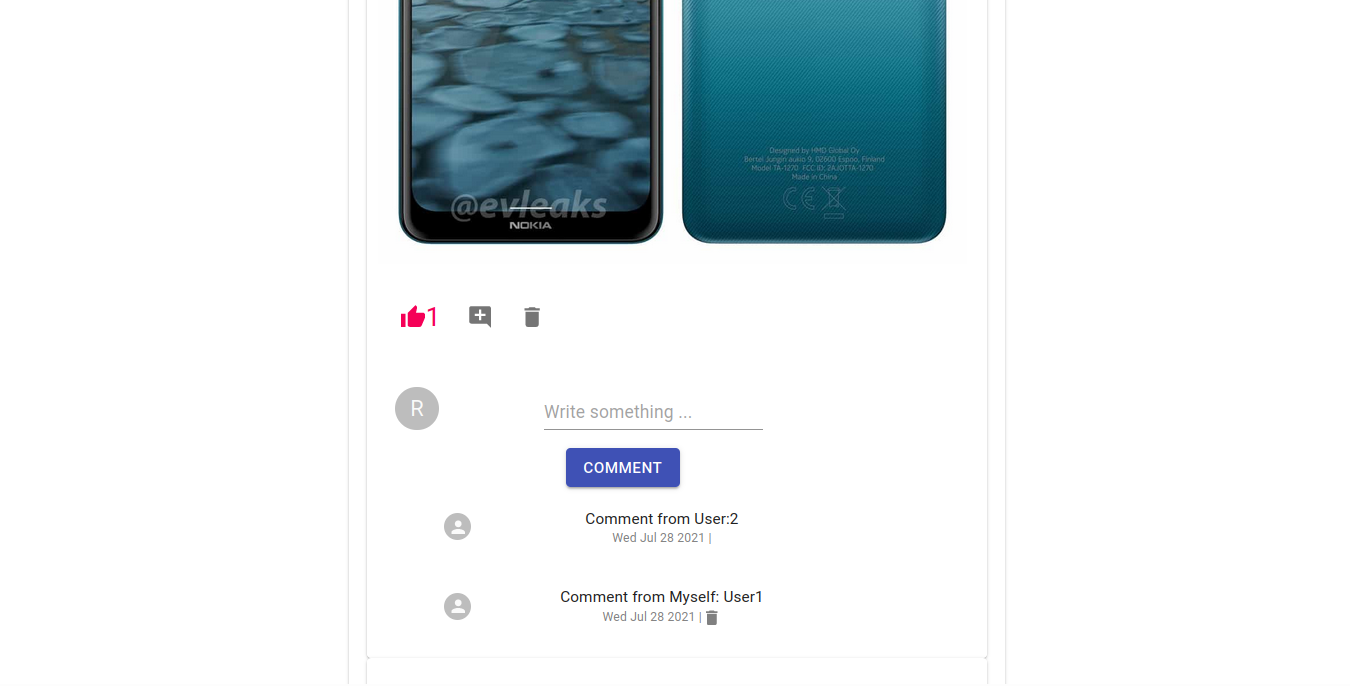 Designed by HMD Global Oy
Bertel Jungin aukio 9, 02600 Espoo, Finland
Model TA-1270 FCC ID: 2AJOTTA-1270
Made in China
CE
@evleaks
NOKIA
1
R
Write something ...
COMMENT
Comment from User:2
Wed Jul 28 2021 |
Comment from Myself: User1
Wed Jul 28 2021 |